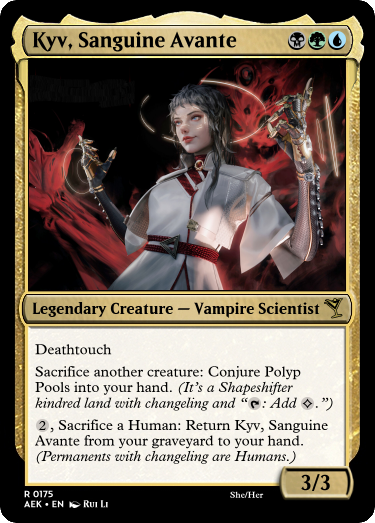 Kyv, Sanguine Avante
Legendary Creature — Vampire Scientist
Deathtouch
Sacrifice another creature: Conjure Polyp
Pools into your hand. (It's a Shapeshifter
kindred land with changeling and “: Add .”)
2, Sacrifice a Human: Return Kyv, Sanguine
Avante from your graveyard to your hand.
(Permanents with changeling are Humans.)
3/3
R 0175
She/Her
AEK • EN Rui Li